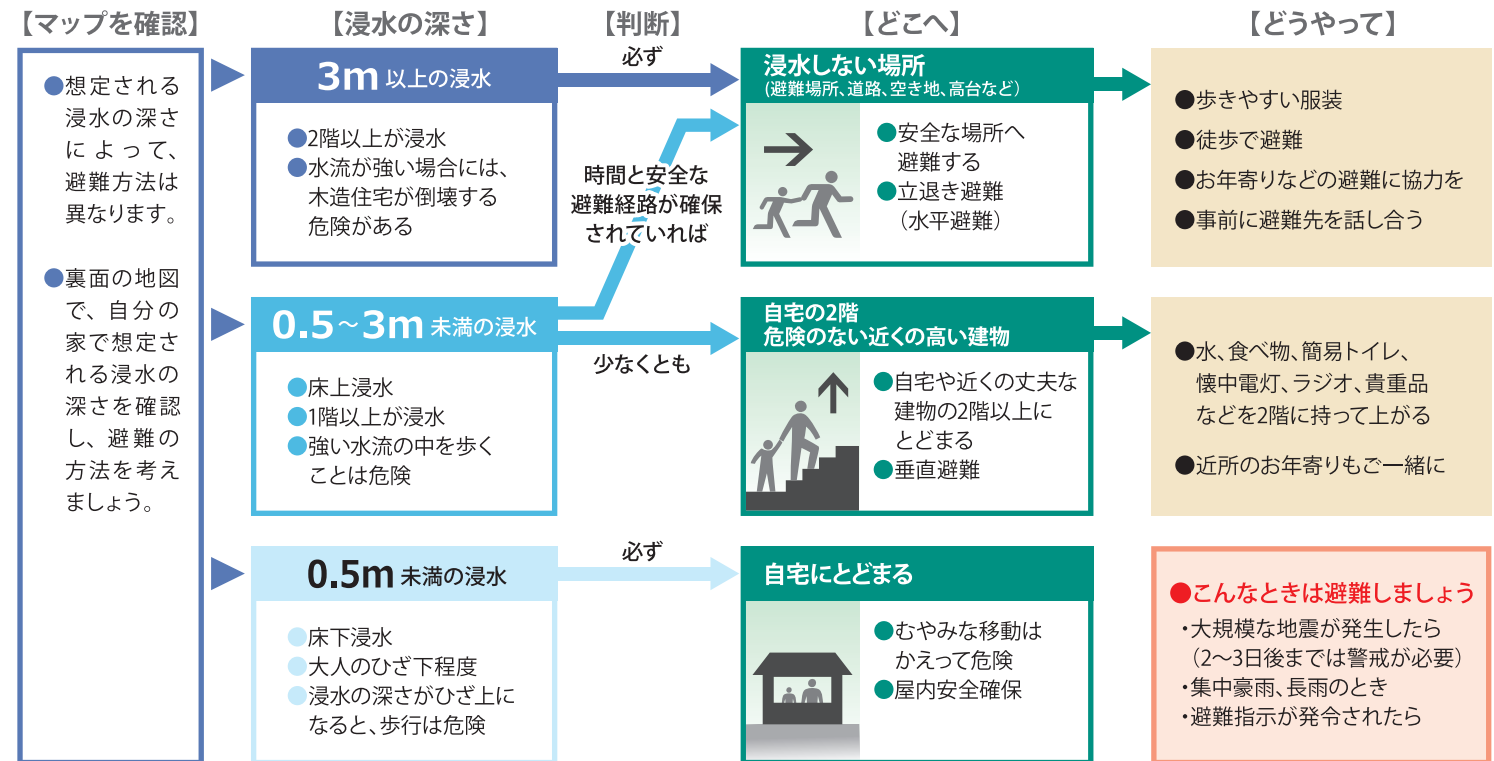 【マップを確認】
●想定される
浸水の深さ
によって、
避難方法は
異なります。
●裏面の地図
で、自分の
家で想定さ
れる浸水の
深さを確認
し、避難の
方法を考え
ましょう。
【浸水の深さ】
【判断】
【どこへ】
【どうやって】
3m 以上の浸水
●2階以上が浸水
●水流が強い場合には、
木造住宅が倒壊する
危険がある
必ず
時間と安全な
避難経路が確保
されていれば
浸水しない場所
(避難場所、道路、空き地、高台など)
●安全な場所へ
避難する
●立退き避難
（水平避難）
●歩きやすい服装
●徒歩で避難
●お年寄りなどの避難に協力を
●事前に避難先を話し合う
0.5～3m 未満の浸水
●床上浸水
●1階以上が浸水
●強い水流の中を歩く
ことは危険
少なくとも
自宅の2階
危険のない近くの高い建物
●自宅や近くの丈夫な
建物の2階以上に
とどまる
●垂直避難
●水、食べ物、簡易トイレ、
懐中電灯、ラジオ、貴重品
などを2階に持って上がる
●近所のお年寄りもご一緒に
0.5m 未満の浸水
●床下浸水
●大人のひざ下程度
●浸水の深さがひざ上に
なると、歩行は危険
必ず
自宅にとどまる
●むやみな移動は
かえって危険
●屋内安全確保
●こんなときは避難しましょう
・大規模な地震が発生したら
（2～3日後までは警戒が必要）
・集中豪雨、長雨のとき
・避難指示が発令されたら